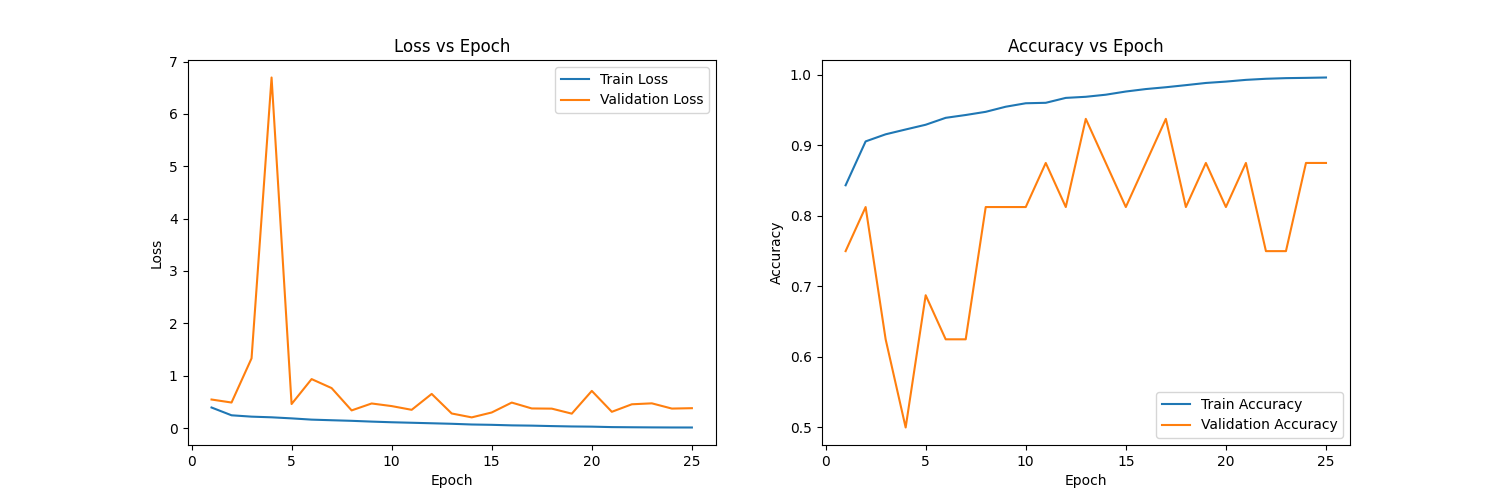 Loss vs Epoch
7
6
5
4
3
2
1
0
Loss
0 5 10 15 20 25
Epoch
Train Loss
Validation Loss
Accuracy vs Epoch
1.0
0.9
0.8
0.7
0.6
0.5
Accuracy
0 5 10 15 20 25
Epoch
Train Accuracy
Validation Accuracy